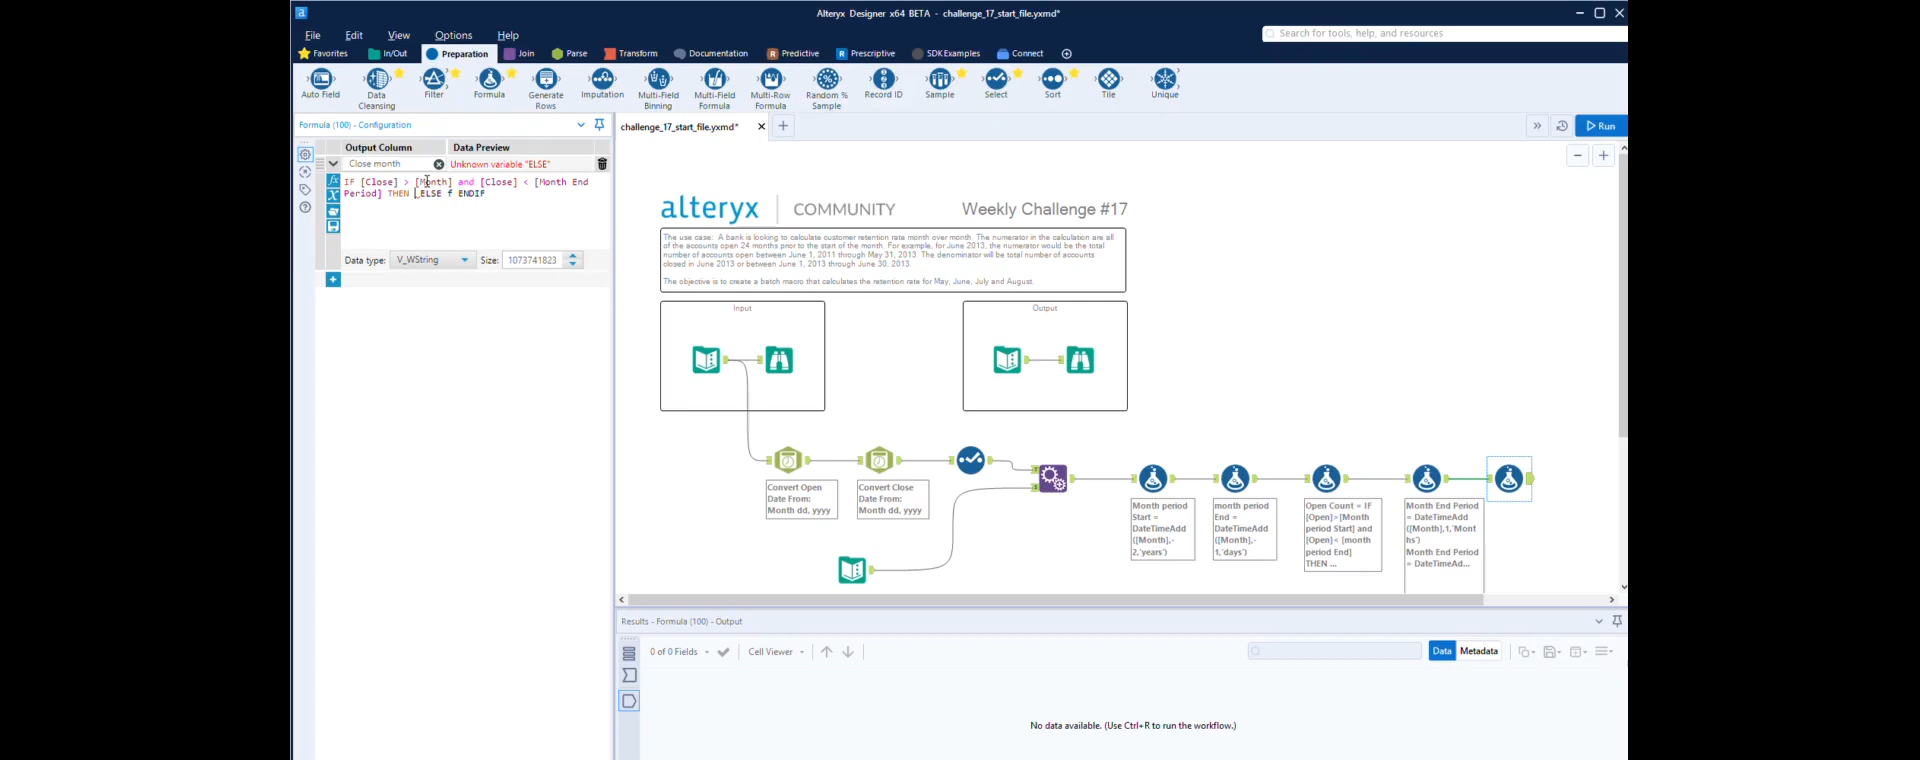 Alteryx Designer x64 BETA - challenge_17_start_file.yxmd*
File Edit View Options Help
Search for tools, help, and resources
Favorites In/Out Preparation Join Parse Transform Documentation Predictive Prescriptive SDKExamples Connect
Auto Field
Data Cleansing
Filter
Formula
Generate Rows
Imputation
Multi-Field Binning
Multi-Field Formula
Multi-Row Formula
Random % Sample
Record ID
Sample
Select
Sort
Tile
Unique
Formula (100) - Configuration
challenge_17_start_file.yxmd*
Run
Output Column Data Preview
Close month Unknown variable "ELSE"
IF [Close] > [Month] and [Close] < [Month End
Period] THEN ELSE f ENDIF
Data type: V_WString Size: 1073741823
alteryx COMMUNITY Weekly Challenge #17
The use case: A bank is looking to calculate customer retention rate month over month. The numerator in the calculation are all
of the accounts open 24 months prior to the start of the month. For example, for June 2013, the numerator would be the total
number of accounts open between June 1, 2011 through May 31, 2013. The denominator will be total number of accounts
closed in June 2013 or between June 1, 2013 through June 30, 2013.
The objective is to create a batch macro that calculates the retention rate for May, June, July and August.
Input
Output
Convert Open
Date From:
Month dd, yyyy
Convert Close
Date From:
Month dd, yyyy
Month period
Start =
DateTimeAdd
([Month],-
2,'years')
month period
End =
DateTimeAdd
([Month],-
1,'days')
Open Count = IF
[Open]>[Month
period Start] and
[Open]< [month
period End]
THEN ...
Month End Period
= DateTimeAdd
([Month],1,'Mont
hs')
Month End Period
= DateTimeAd...
Results - Formula (100) - Output
0 of 0 Fields Cell Viewer Data Metadata
No data available. (Use Ctrl+R to run the workflow.)